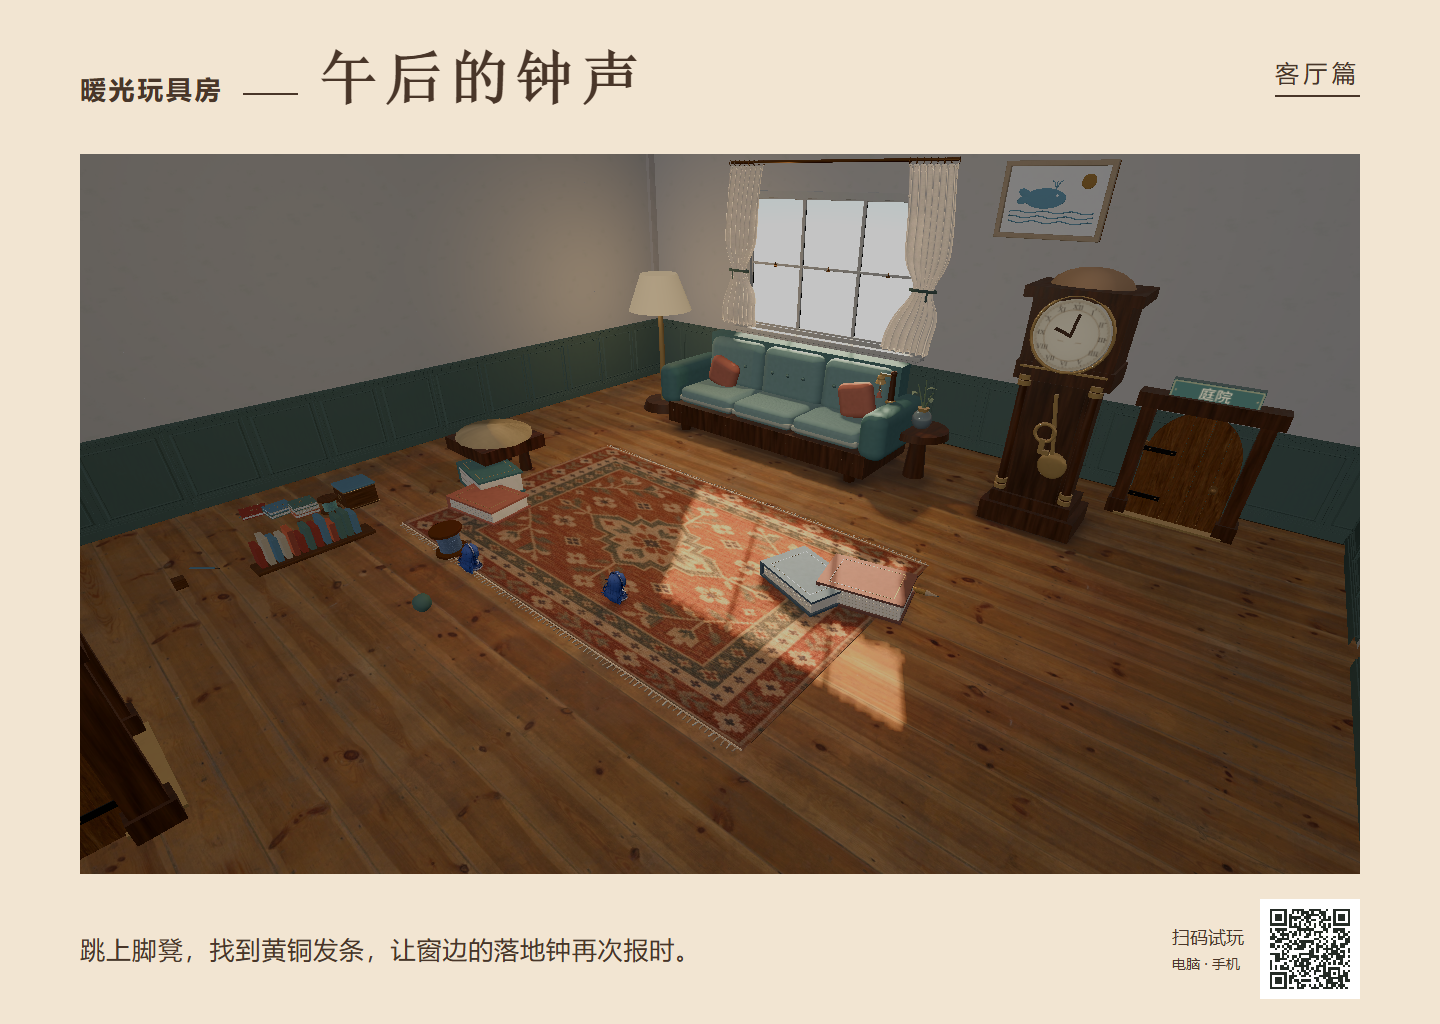 暖光玩具房
午后的钟声
客厅篇
庭院
跳上脚凳，找到黄铜发条，让窗边的落地钟再次报时。
扫码试玩
电脑 · 手机